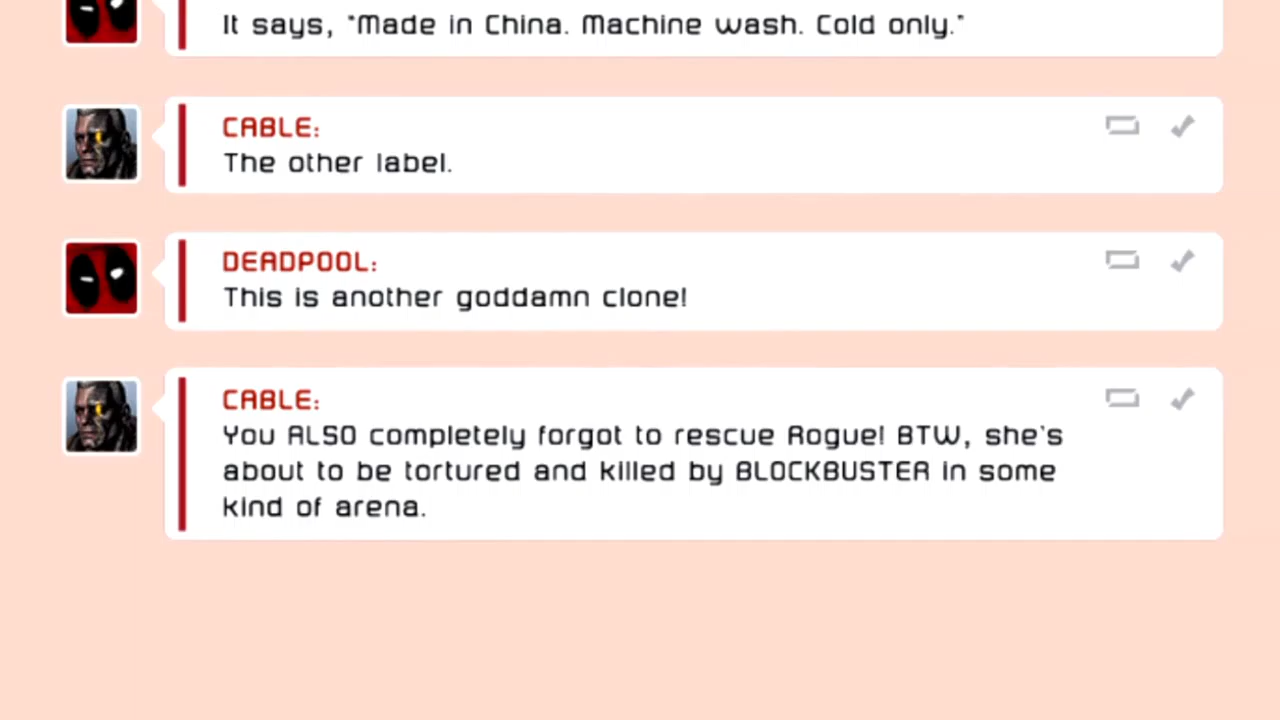 It says, "Made in China. Machine wash. Cold only."
CABLE:
The other label.
DEADPOOL:
This is another goddamn clone!
CABLE:
You ALSO completely forgot to rescue Rogue! BTW, she's
about to be tortured and killed by BLOCKBUSTER in some
kind of arena.